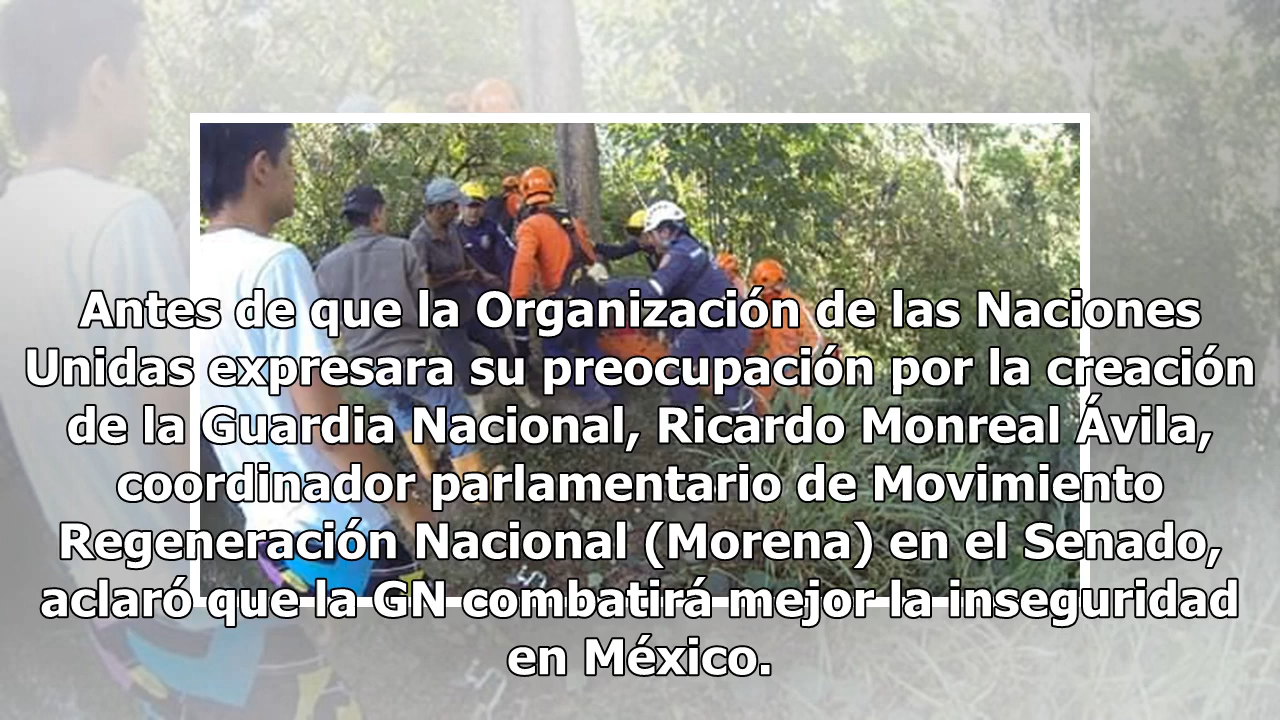 Antes de que la Organización de las Naciones
Unidas expresara su preocupación por la creación
de la Guardia Nacional, Ricardo Monreal Ávila,
coordinador parlamentario de Movimiento
Regeneración Nacional (Morena) en el Senado,
aclaró que la GN combatirá mejor la inseguridad
en México.